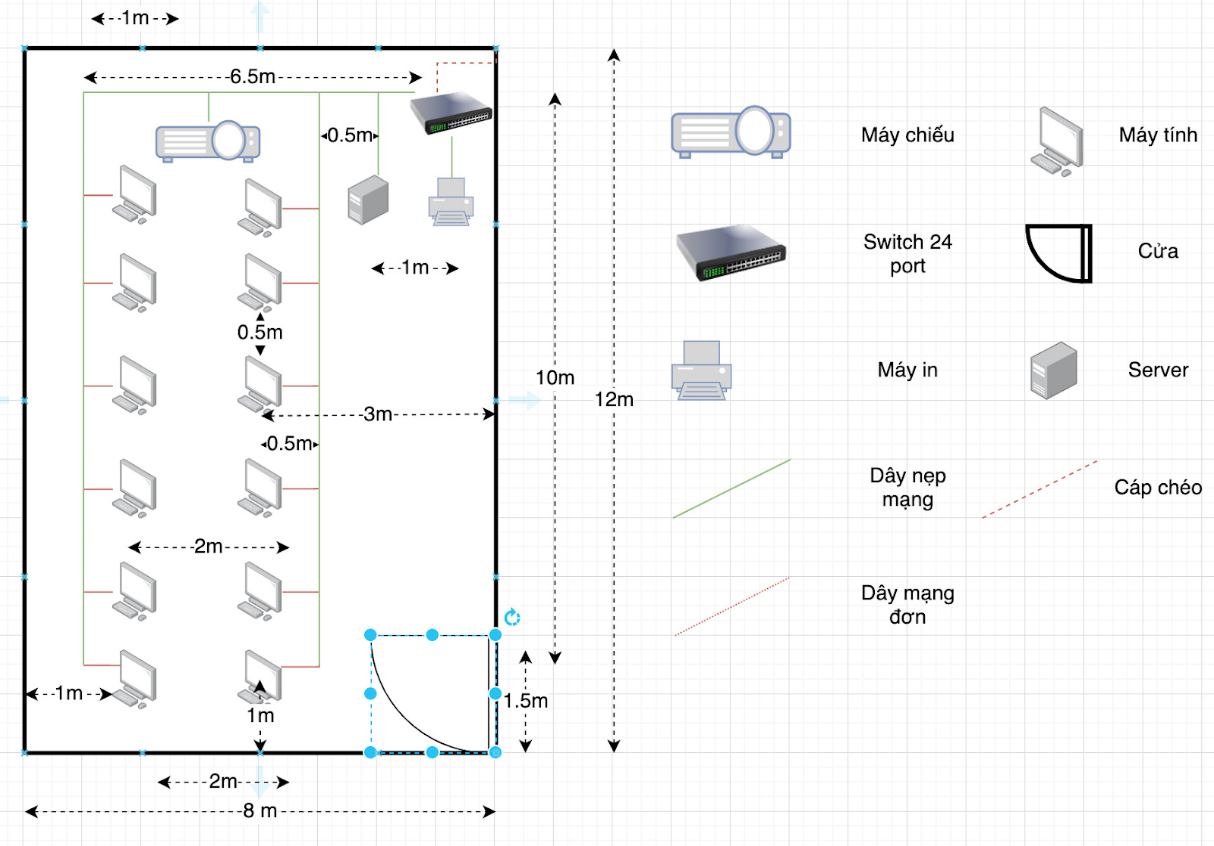 1m
6.5m
0.5m
1m
0.5m
3m
0.5m
10m
12m
2m
1m
1m
1.5m
2m
8 m
Máy chiếu
Máy tính
Switch 24
port
Cửa
Máy in
Server
Dây nẹp
mạng
Cáp chéo
Dây mạng
đơn